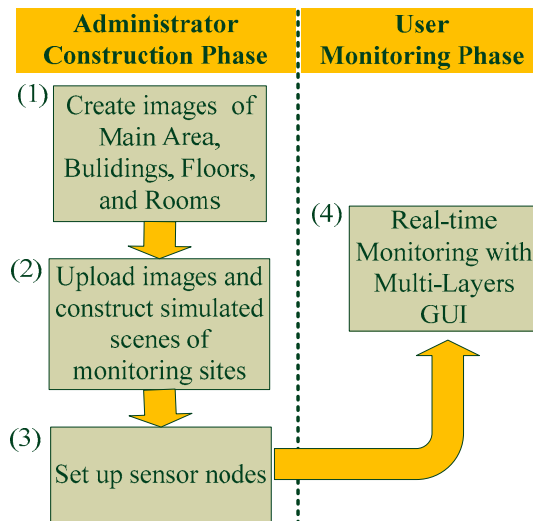 Administrator
Construction Phase
User
Monitoring Phase
(1)
Create images of
Main Area,
Bulidings, Floors,
and Rooms
(2)
Upload images and
construct simulated
scenes of
monitoring sites
(3)
Set up sensor nodes
(4)
Real-time
Monitoring with
Multi-Layers
GUI